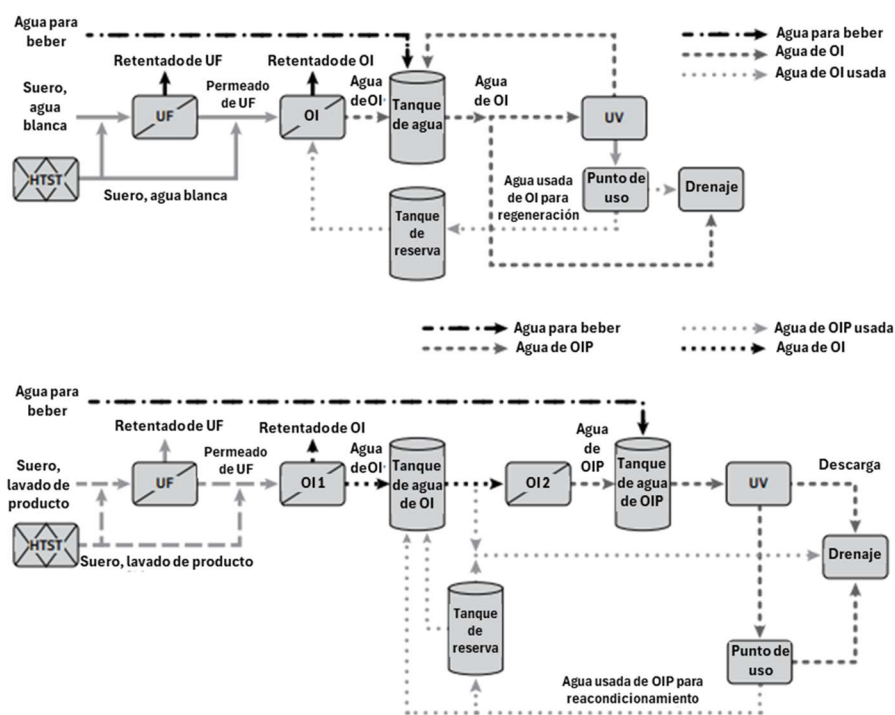 Agua para
beber
Agua para beber
Agua de OI
Agua de OI usada
Retentado de UF
Retentado de OI
Suero,
agua
blanca
UF
Permeado
de UF
OI
Agua
de OI
Tanque
de agua
Agua
de OI
UV
HTST
Suero, agua blanca
Tanque
de
reserva
Agua usada
de OI para
regeneración
Punto de
uso
Drenaje
Agua para beber
Agua de OIP
Agua de OIP usada
Agua de OI
Agua para
beber
Retentado de UF
Retentado de OI
Suero,
lavado de
producto
UF
Permeado
de UF
OI 1
Agua
de OI
Tanque
de agua
de OI
OI 2
Agua
de
OIP
Tanque
de agua
de OIP
UV
Descarga
HTST
Suero, lavado de producto
Drenaje
Tanque
de
reserva
Punto de
uso
Agua usada de OIP para
reacondicionamiento